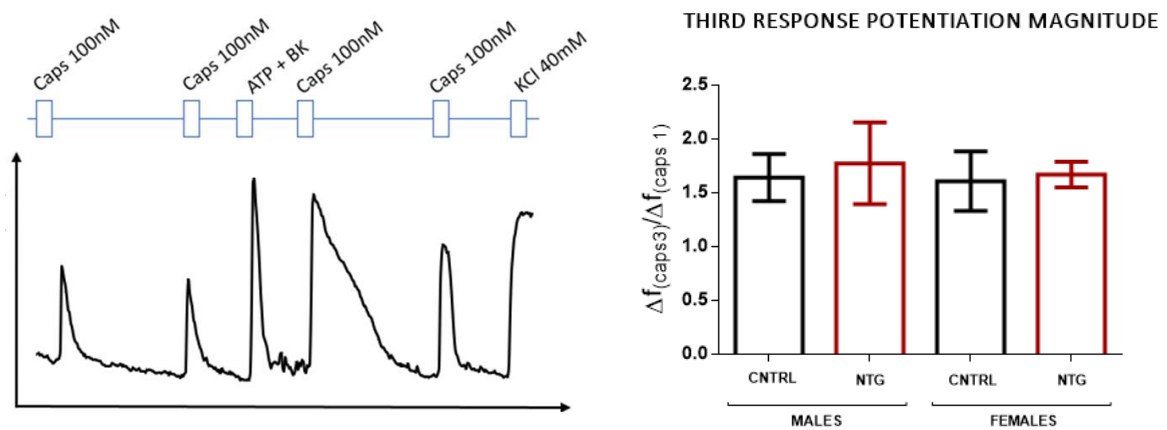 Caps 100nM
Caps 100nM
ATP + BK
Caps 100nM
Caps 100nM
KCl 40mM
THIRD RESPONSE POTENTIATION MAGNITUDE
Δf(caps3)/Δf(caps 1)
2.5
2.0
1.5
1.0
0.5
0.0
CNTRL NTG CNTRL NTG
MALES FEMALES